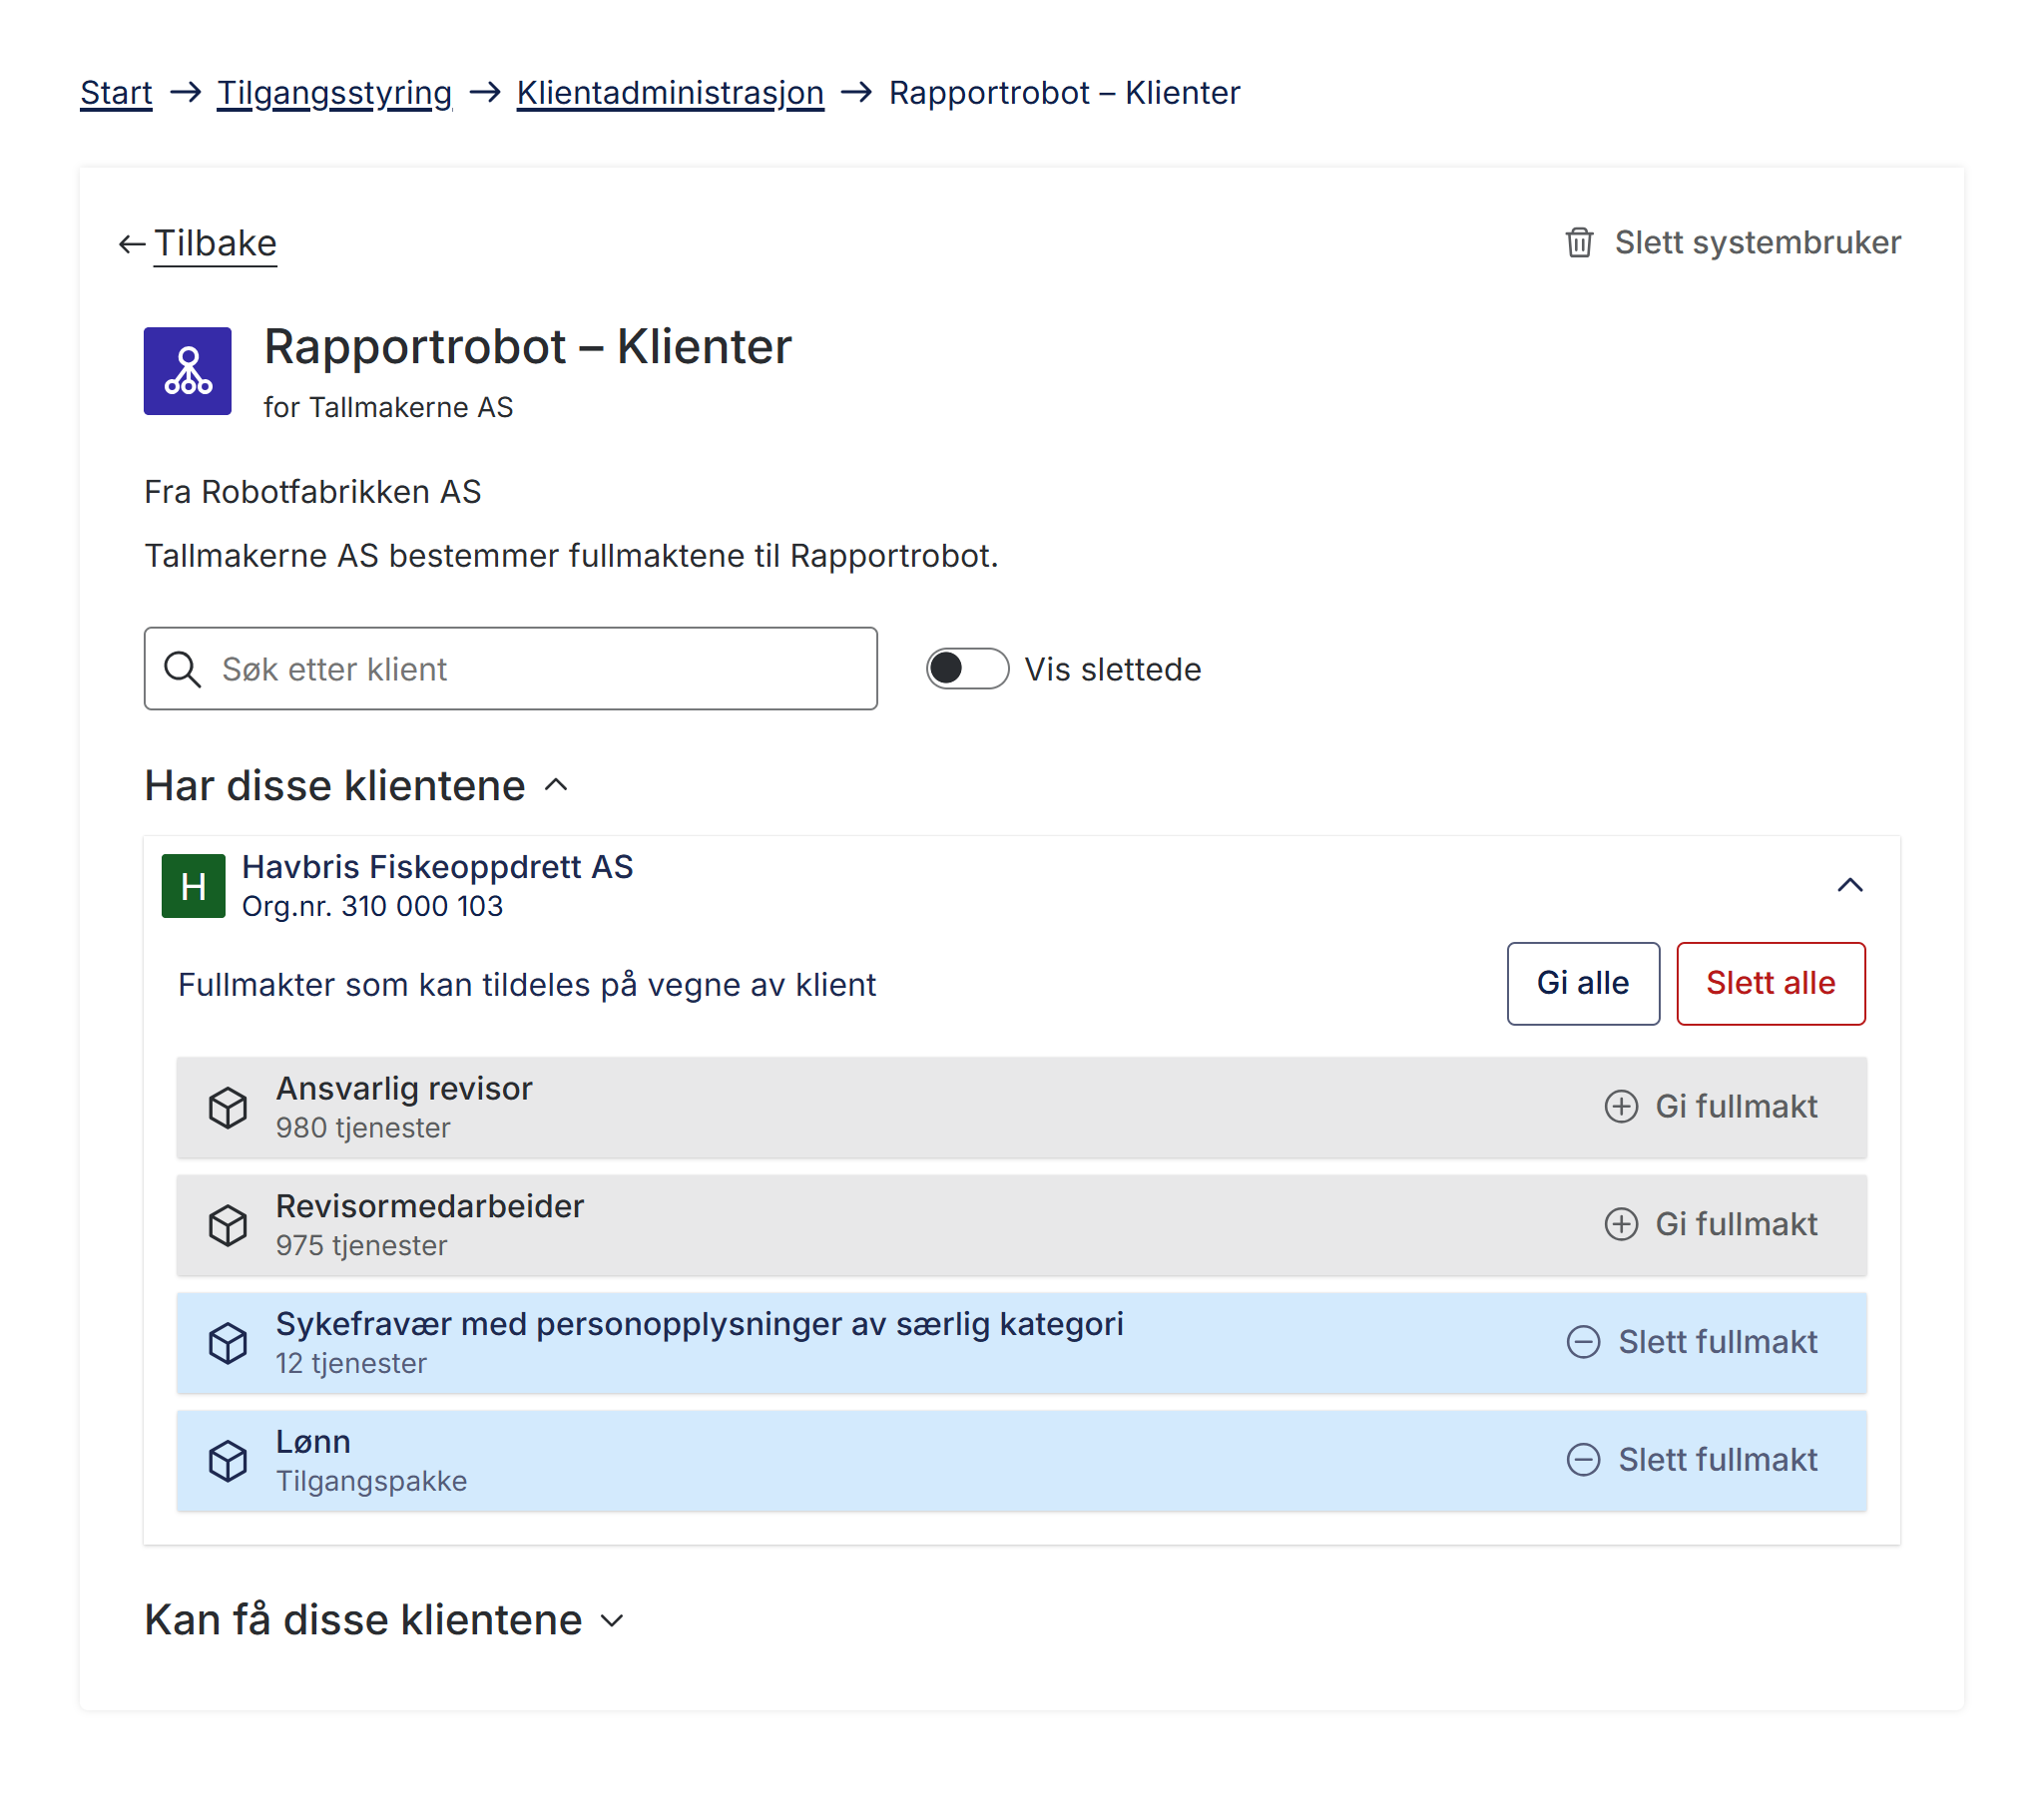 Start → Tilgangsstyring → Klientadministrasjon → Rapportrobot – Klienter
← Tilbake
Slett systembruker
Rapportrobot – Klienter
for Tallmakerne AS
Fra Robotfabrikken AS
Tallmakerne AS bestemmer fullmaktene til Rapportrobot.
Søk etter klient
Vis slettede
Har disse klientene
H
Havbris Fiskeoppdrett AS
Org.nr. 310 000 103
Fullmakter som kan tildeles på vegne av klient
Gi alle
Slett alle
Ansvarlig revisor
980 tjenester
Gi fullmakt
Revisormedarbeider
975 tjenester
Gi fullmakt
Sykefravær med personopplysninger av særlig kategori
12 tjenester
Slett fullmakt
Lønn
Tilgangspakke
Slett fullmakt
Kan få disse klientene